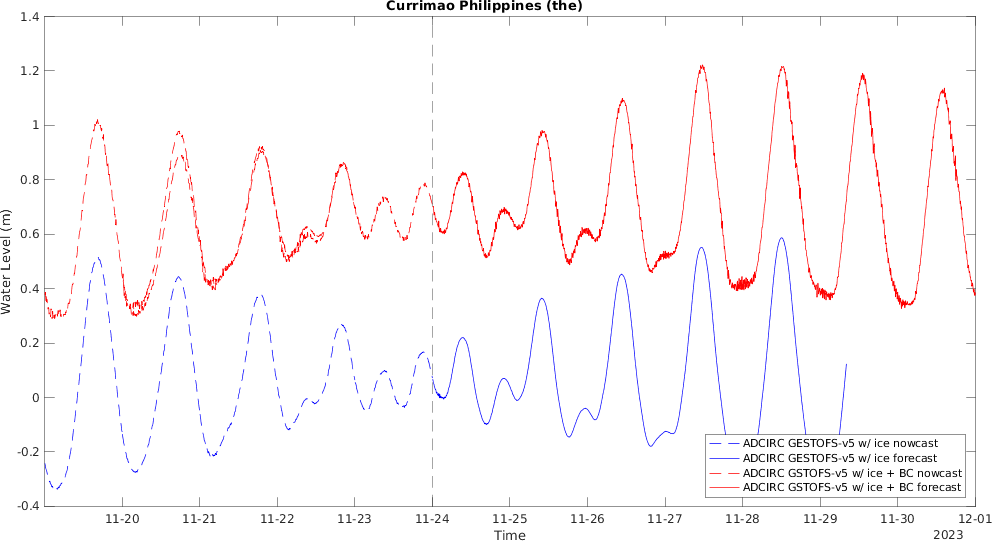 Currimao Philippines (the)
Water Level (m)
1.4
1.2
1
0.8
0.6
0.4
0.2
0
-0.2
-0.4
11-20 11-21 11-22 11-23 11-24 11-25 11-26 11-27 11-28 11-29 11-30 12-01
Time
2023
ADCIRC GESTOFS-v5 w/ ice nowcast
ADCIRC GESTOFS-v5 w/ ice forecast
ADCIRC GSTOFS-v5 w/ ice + BC nowcast
ADCIRC GSTOFS-v5 w/ ice + BC forecast